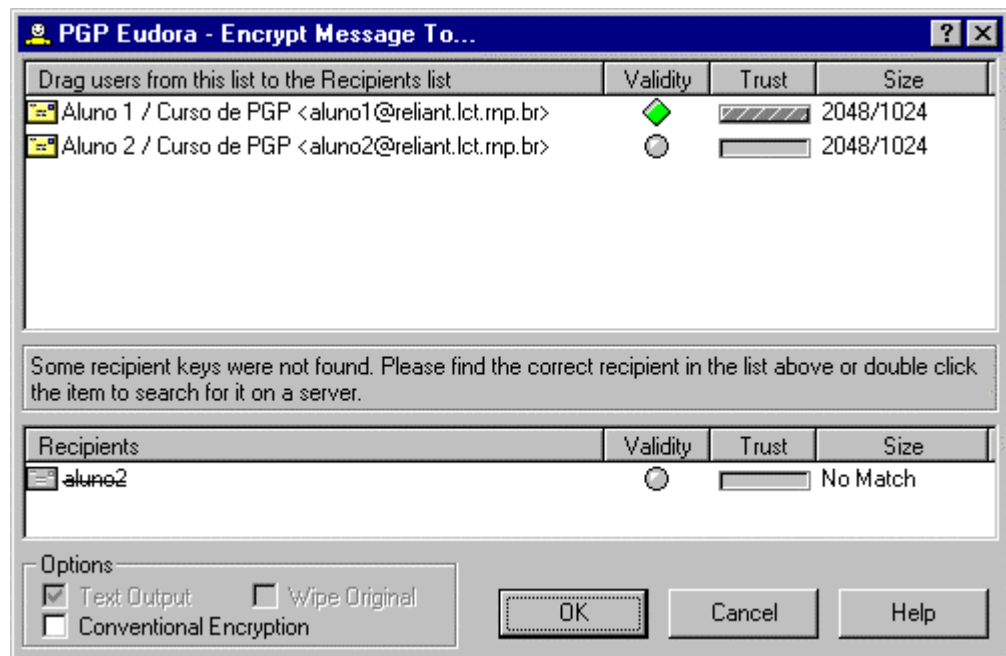 PGP Eudora - Encrypt Message To...
Drag users from this list to the Recipients list Validity Trust Size
Aluno 1 / Curso de PGP <aluno1@reliant.lct.rnp.br> 2048/1024
Aluno 2 / Curso de PGP <aluno2@reliant.lct.rnp.br> 2048/1024
Some recipient keys were not found. Please find the correct recipient in the list above or double click
the item to search for it on a server.
Recipients Validity Trust Size
aluno2 No Match
Options
Text Output Wipe Original
Conventional Encryption
OK Cancel Help